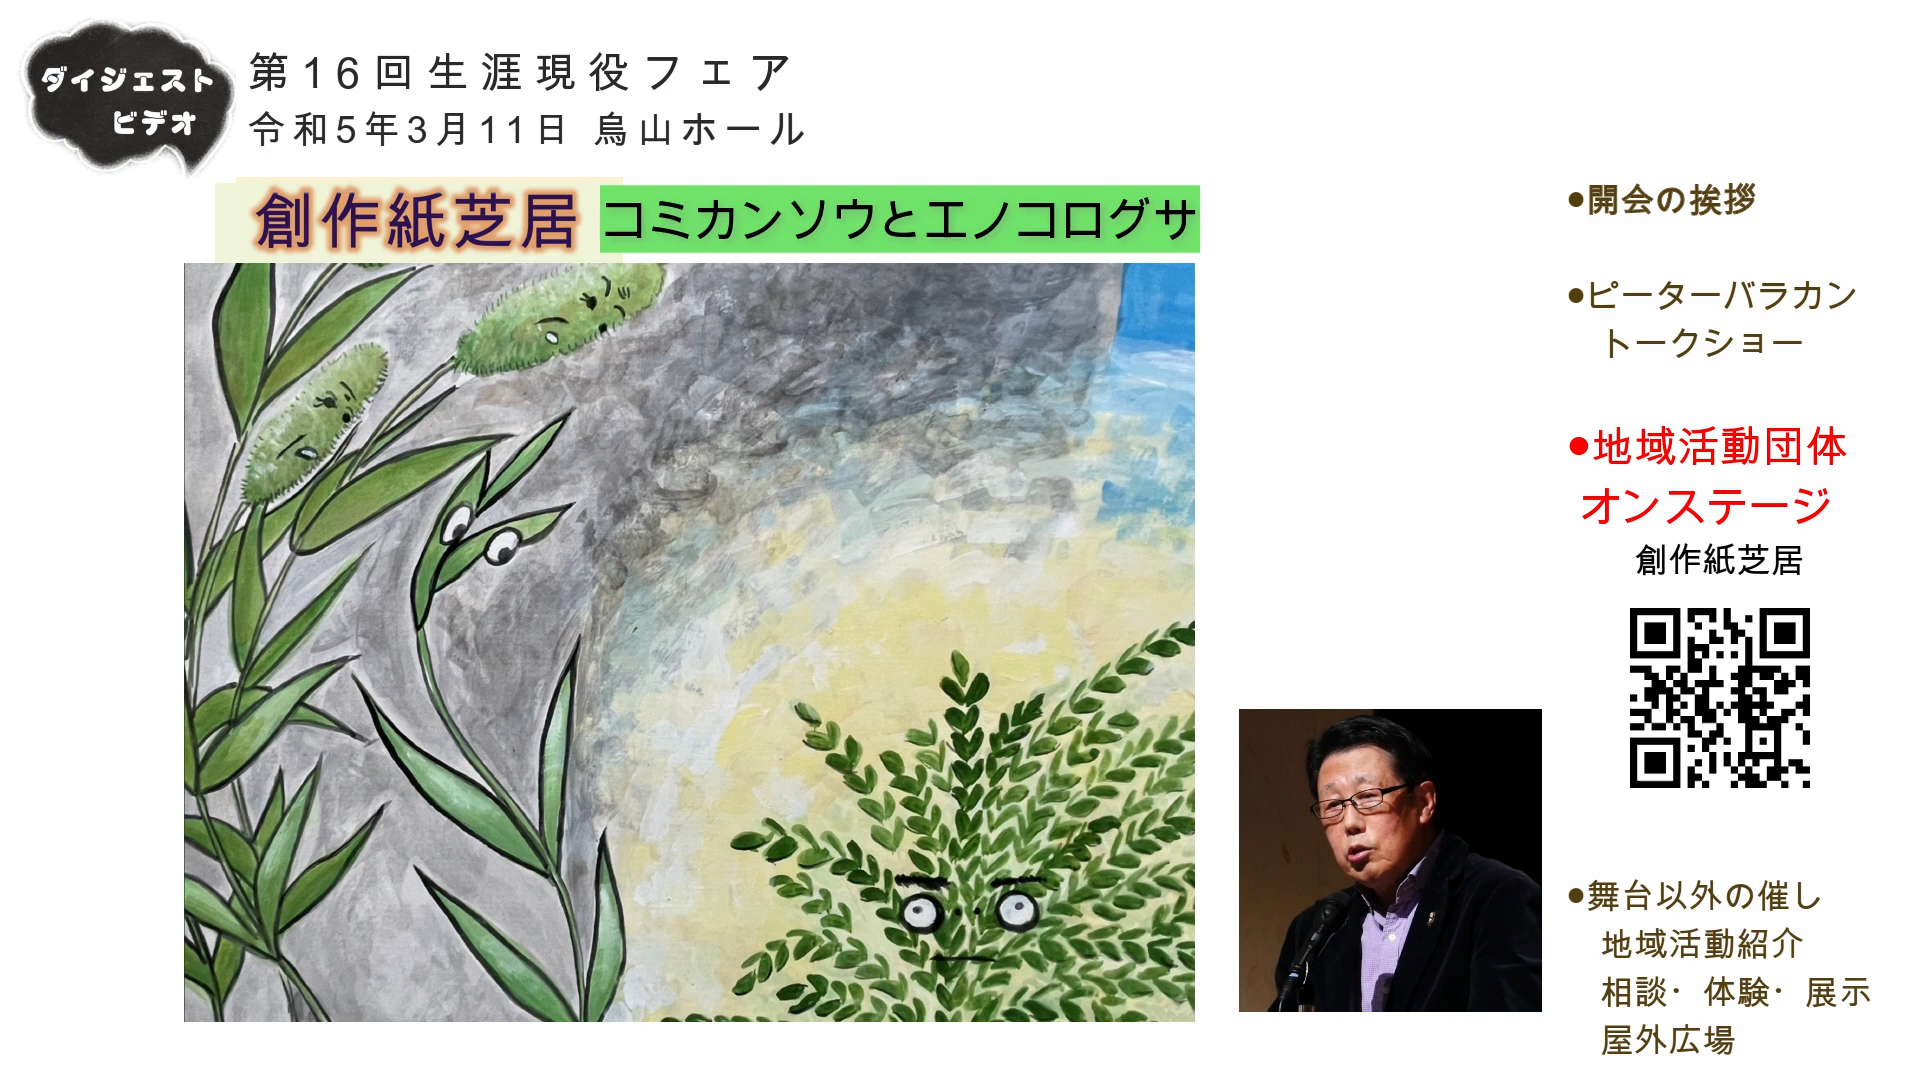 ダイジェスト
ビデオ
第16回生涯現役フェア
令和5年3月11日 烏山ホール
創作紙芝居 コミカンソウとエノコログサ
●開会の挨拶
●ピーターバラカン
トークショー
●地域活動団体
オンステージ
創作紙芝居
●舞台以外の催し
地域活動紹介
相談・体験・展示
屋外広場